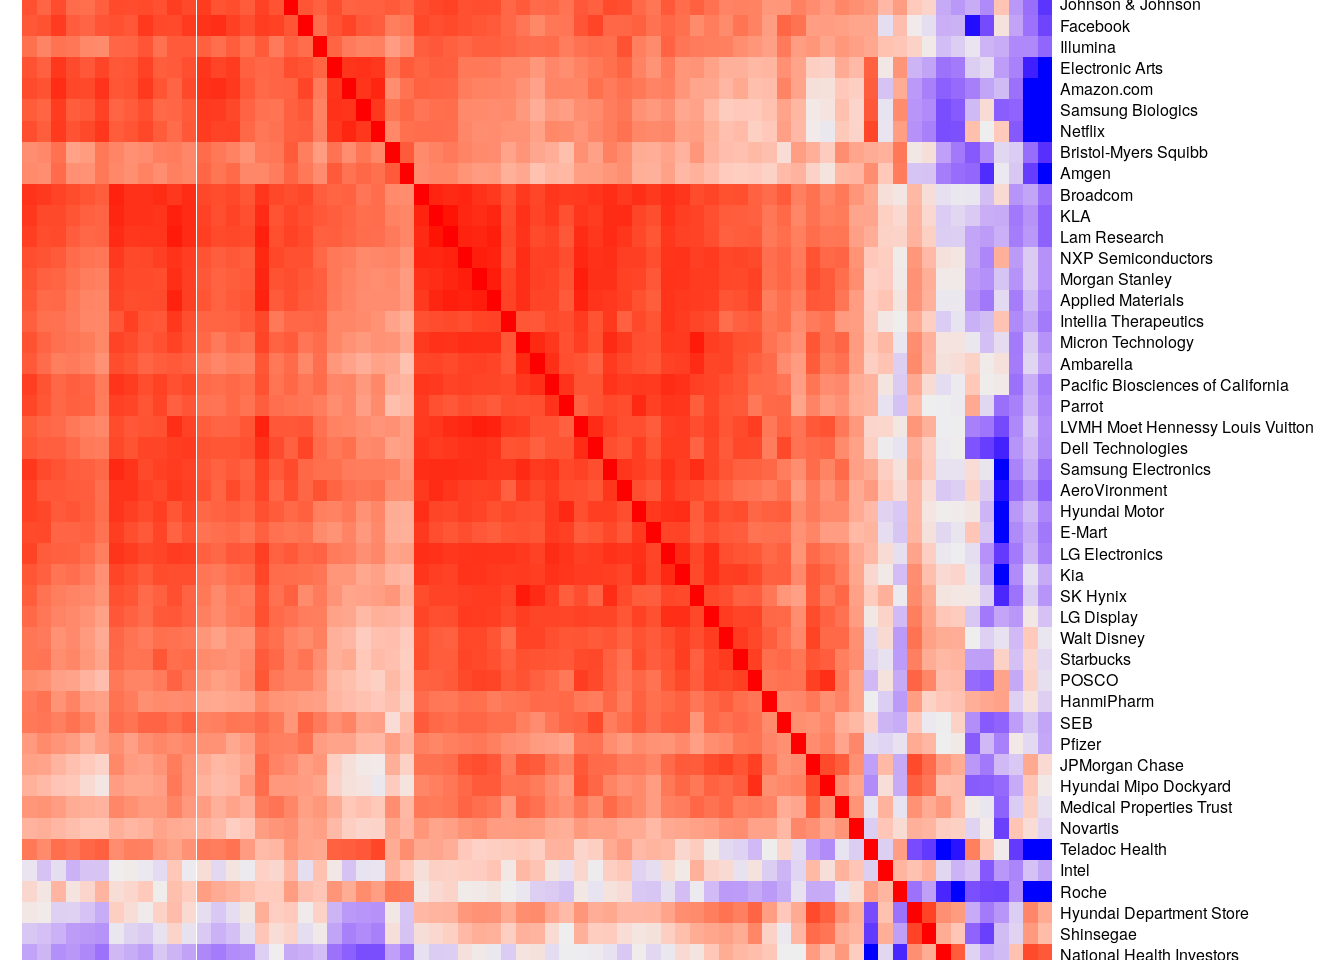 Johnson & Johnson
Facebook
Illumina
Electronic Arts
Amazon.com
Samsung Biologics
Netflix
Bristol-Myers Squibb
Amgen
Broadcom
KLA
Lam Research
NXP Semiconductors
Morgan Stanley
Applied Materials
Intellia Therapeutics
Micron Technology
Ambarella
Pacific Biosciences of California
Parrot
LVMH Moet Hennessy Louis Vuitton
Dell Technologies
Samsung Electronics
AeroVironment
Hyundai Motor
E-Mart
LG Electronics
Kia
SK Hynix
LG Display
Walt Disney
Starbucks
POSCO
HanmiPharm
SEB
Pfizer
JPMorgan Chase
Hyundai Mipo Dockyard
Medical Properties Trust
Novartis
Teladoc Health
Intel
Roche
Hyundai Department Store
Shinsegae
National Health Investors